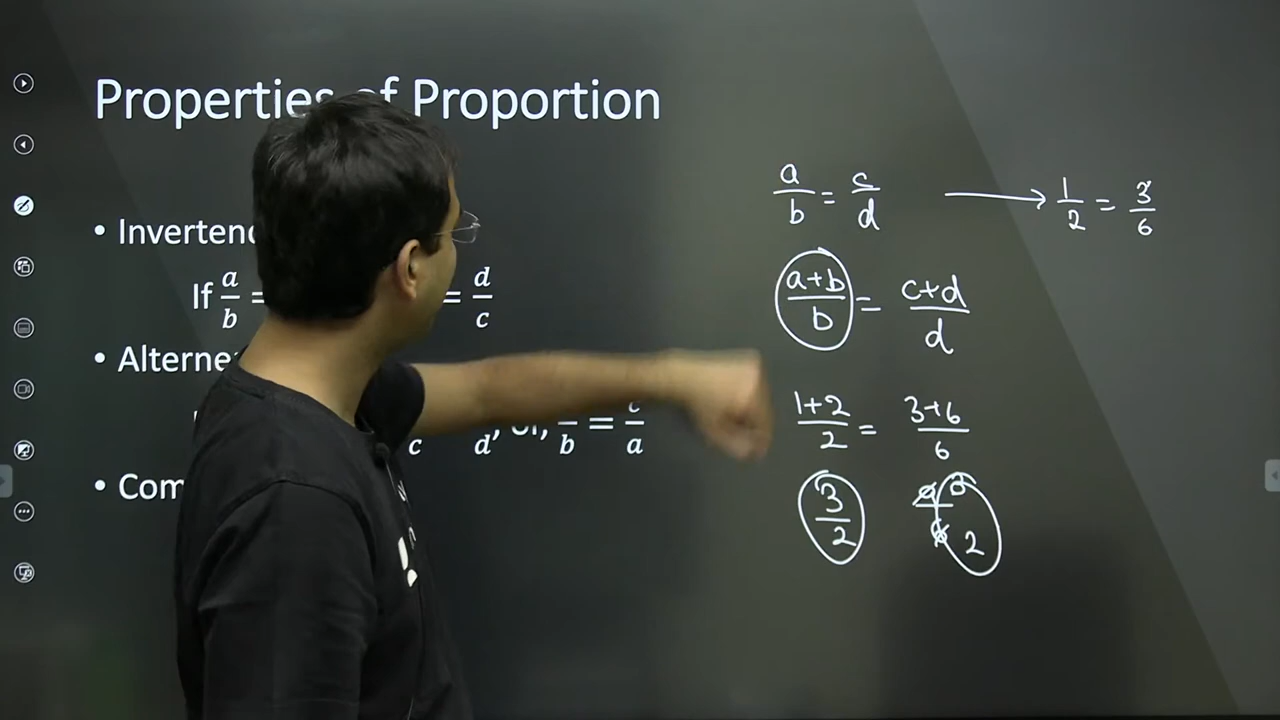 Properties of Proportion
a/b = c/d → 1/2 = 3/6
• Invertend
If a/b = = d/c
(a+b)/b = (c+d)/d
• Alterne
c d, or, b = c/a
(1+2)/2 = (3+6)/6
• Com
3/2 2